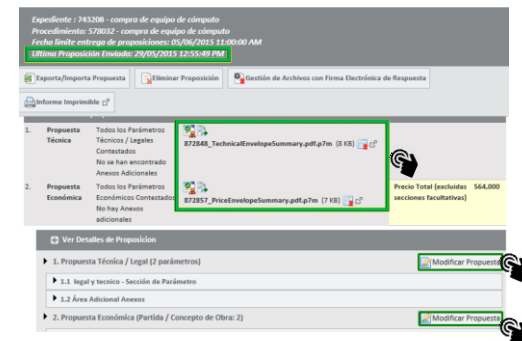 Expediente : 743208 - compra de equipo de cómputo
Procedimiento: 578032 - compra de equipo de cómputo
Fecha límite entrega de proposiciones: 05/06/2015 11:00:00 AM
Ultima Proposición Enviada: 29/05/2015 12:55:49 PM
Exporta/Importa Propuesta
Eliminar Proposición
Gestión de Archivos con Firma Electrónica de Respuesta
Informe Imprimible
1. Propuesta Técnica
Todos los Parámetros Técnicos / Legales Contestados
No se han encontrado Anexos Adicionales
872848_TechnicalEnvelopeSummary.pdf.p7m (8 KB)
2. Propuesta Económica
Todos los Parámetros Económicos Contestados
No hay Anexos adicionales
872857_PriceEnvelopeSummary.pdf.p7m (7 KB)
Precio Total (excluidas secciones facultativas) 564,000
Ver Detalles de Proposicion
1. Propuesta Técnica / Legal (2 parámetros)
Modificar Propuesta
1.1 legal y tecnico - Sección de Parámetro
1.2 Área Adicional Anexos
2. Propuesta Económica (Partida / Concepto de Obra: 2)
Modificar Propuesta